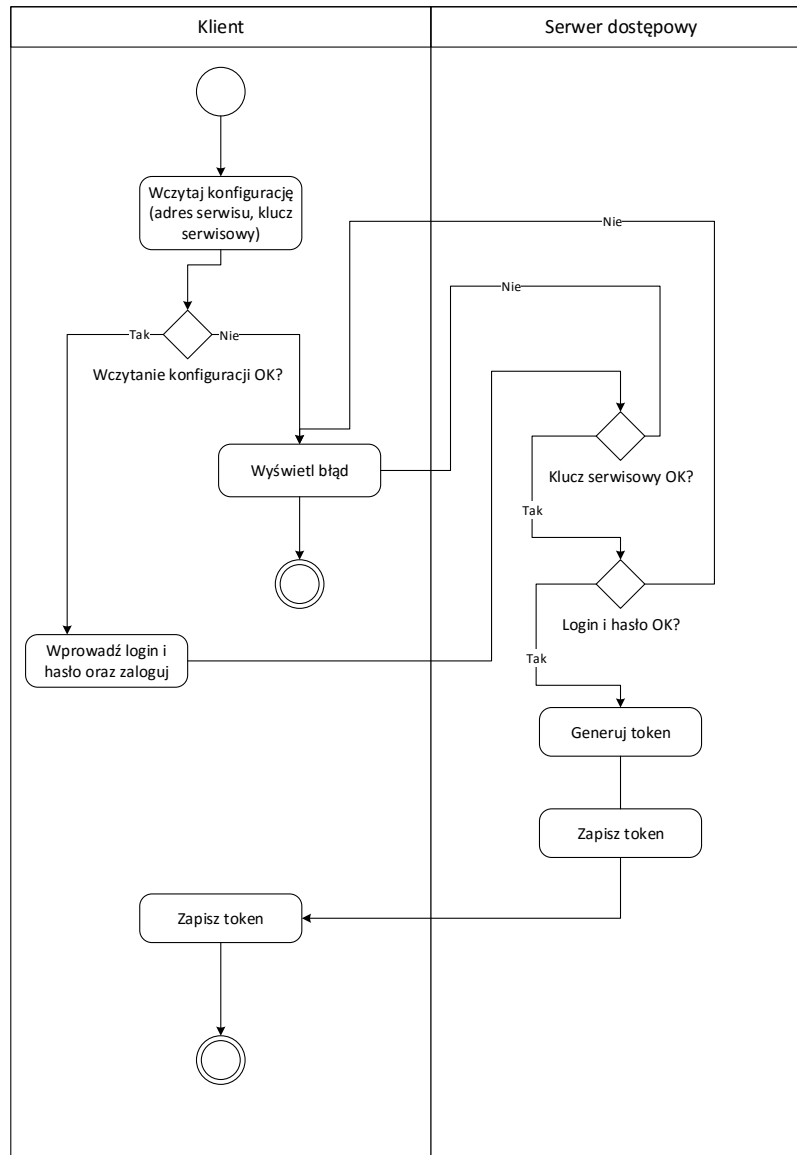 Klient
Serwer dostępowy
Wczytaj konfigurację
(adres serwisu, klucz
serwisowy)
Nie
Nie
Tak
Nie
Wczytanie konfiguracji OK?
Wyświetl błąd
Klucz serwisowy OK?
Tak
Login i hasło OK?
Wprowadź login i
hasło oraz zaloguj
Tak
Generuj token
Zapisz token
Zapisz token